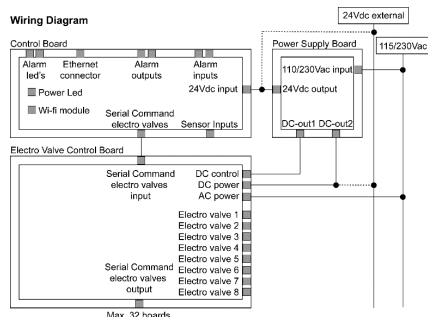 Wiring Diagram
24Vdc external
115/230Vac
Control Board
Power Supply Board
Alarm led's
Ethernet connector
Alarm outputs
Alarm inputs
Power Led
Wi-fi module
24Vdc input
110/230Vac input
24Vdc output
Serial Command electro valves
Sensor Inputs
DC-out1
DC-out2
Electro Valve Control Board
Serial Command electro valves input
DC control
DC power
AC power
Electro valve 1
Electro valve 2
Electro valve 3
Electro valve 4
Electro valve 5
Electro valve 6
Electro valve 7
Electro valve 8
Serial Command electro valves output
Max. 32 boards